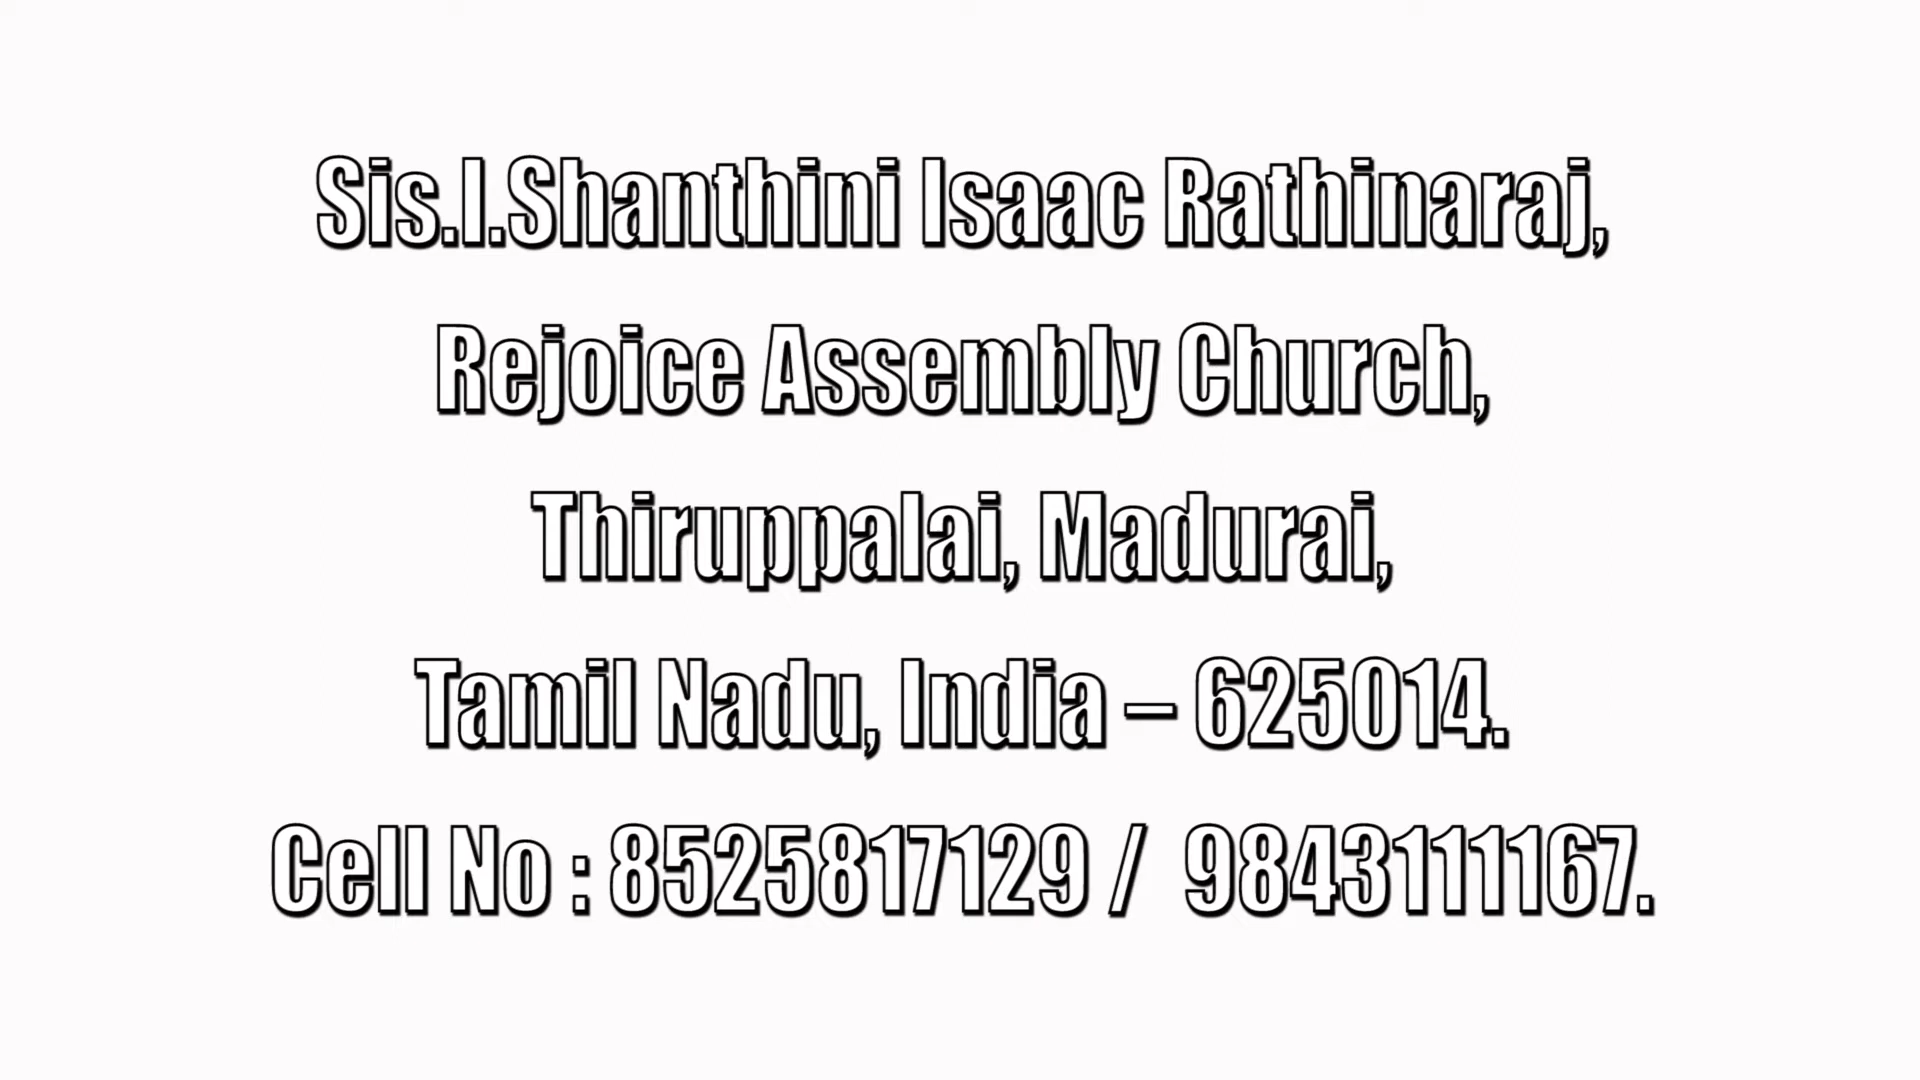 Sis.I.Shanthini Isaac Rathinaraj,
Rejoice Assembly Church,
Thiruppalai, Madurai,
Tamil Nadu, India – 625014.
Cell No : 8525817129 /  9843111167.